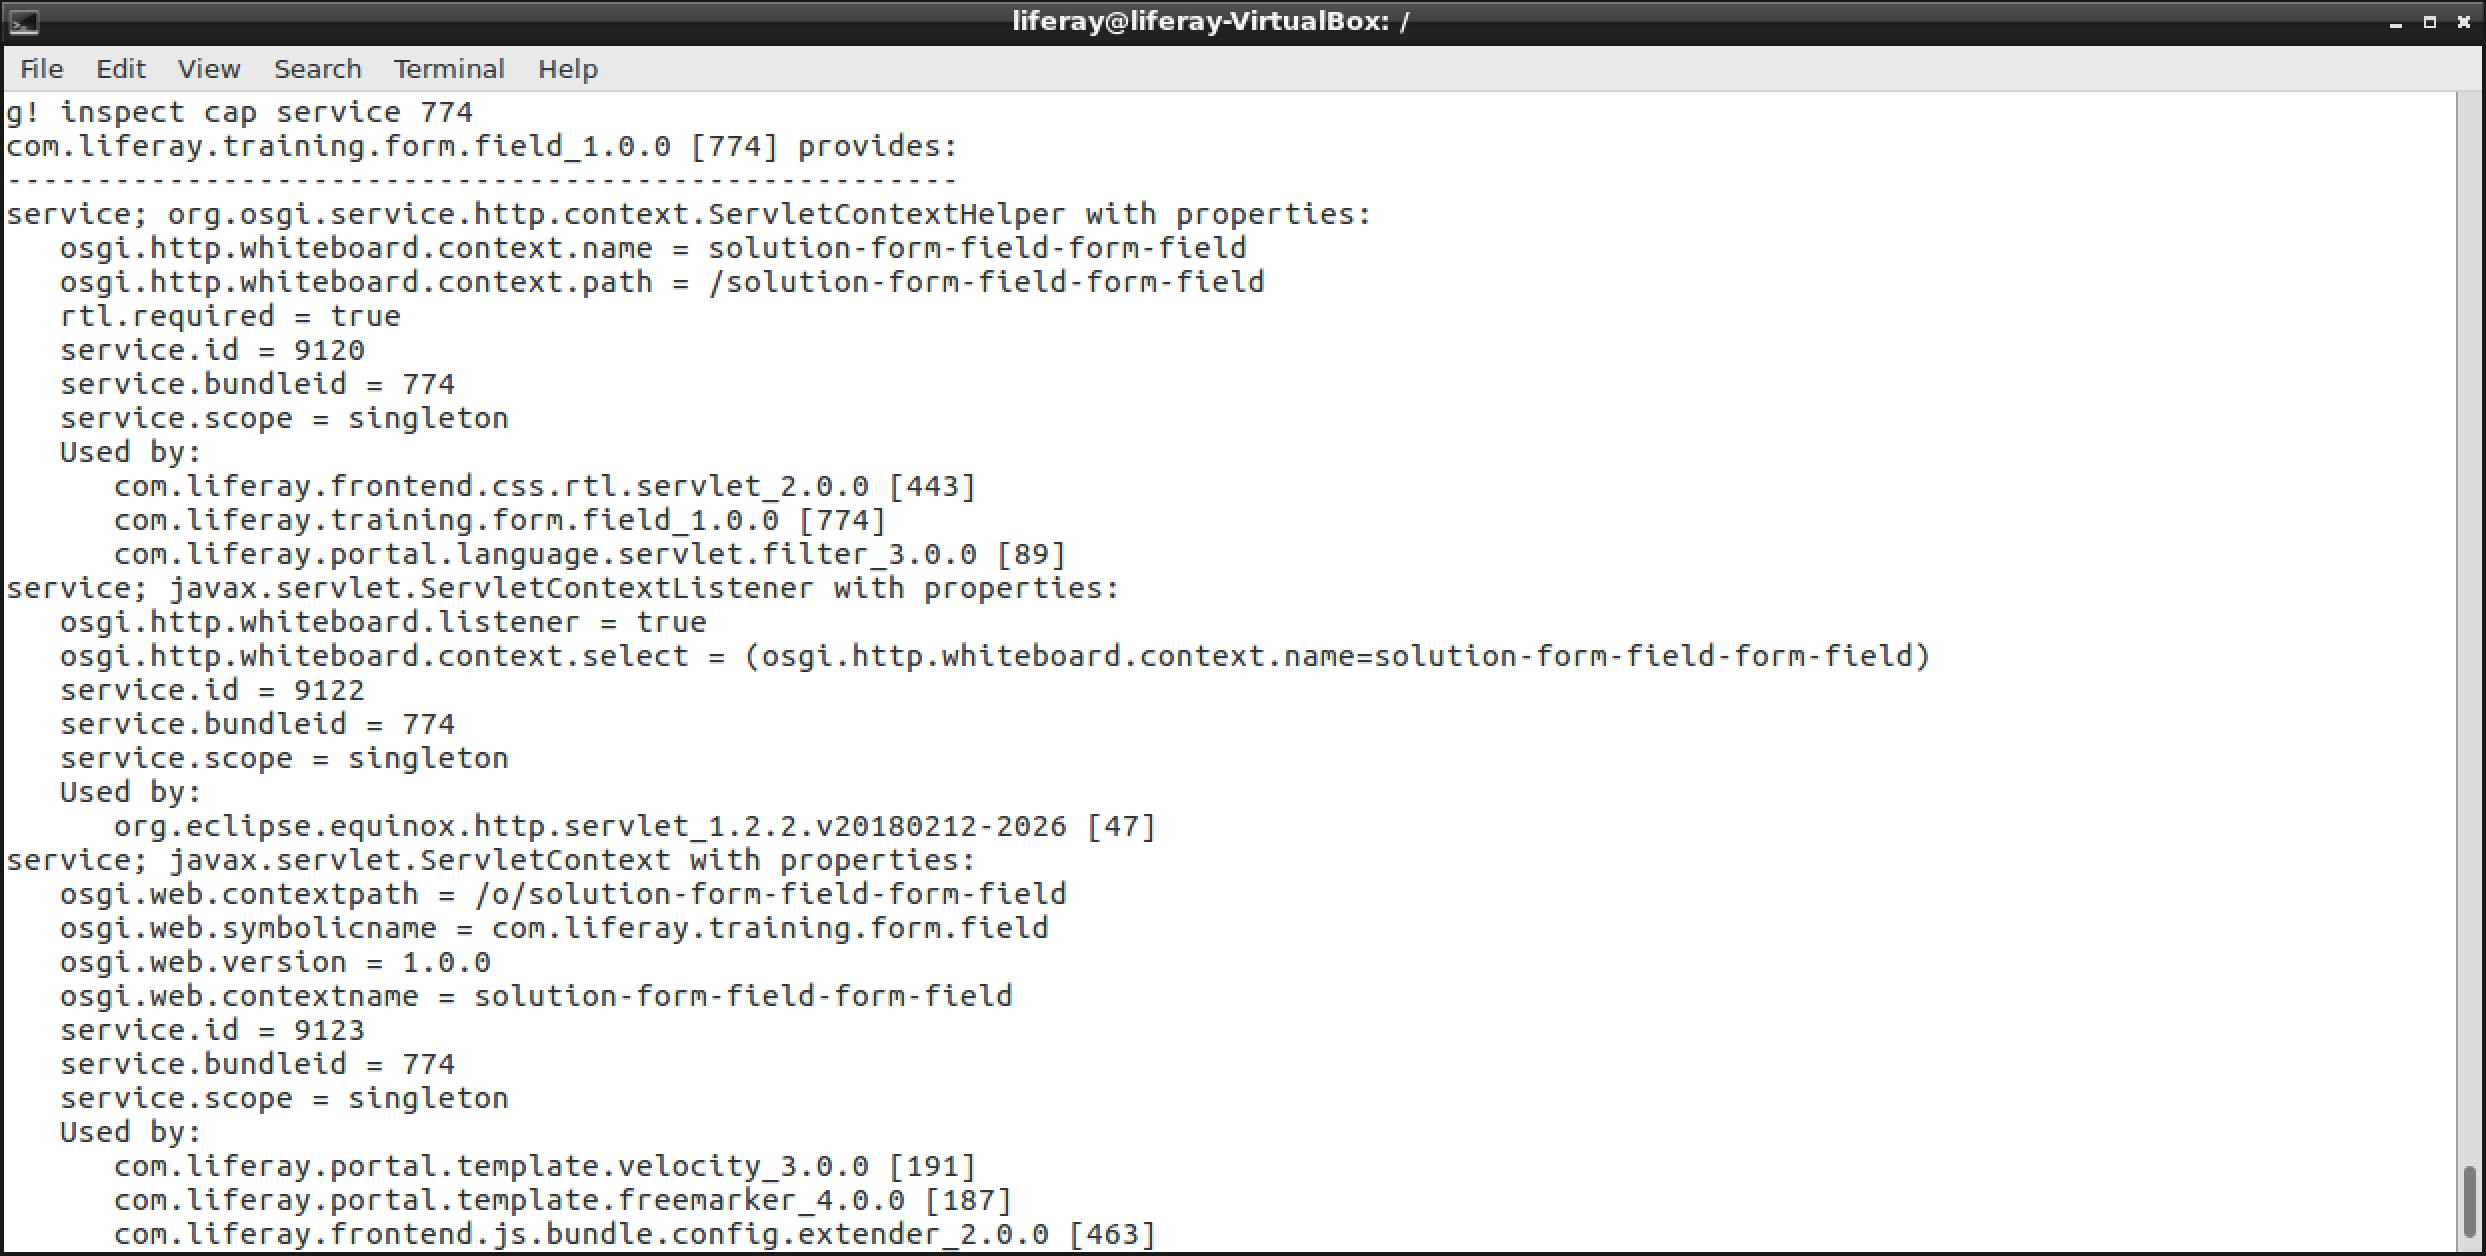 liferay@liferay-VirtualBox: /
File Edit View Search Terminal Help
g! inspect cap service 774
com.liferay.training.form.field_1.0.0 [774] provides:
-----------------------------------------------------
service; org.osgi.service.http.context.ServletContextHelper with properties:
   osgi.http.whiteboard.context.name = solution-form-field-form-field
   osgi.http.whiteboard.context.path = /solution-form-field-form-field
   rtl.required = true
   service.id = 9120
   service.bundleid = 774
   service.scope = singleton
   Used by:
      com.liferay.frontend.css.rtl.servlet_2.0.0 [443]
      com.liferay.training.form.field_1.0.0 [774]
      com.liferay.portal.language.servlet.filter_3.0.0 [89]
service; javax.servlet.ServletContextListener with properties:
   osgi.http.whiteboard.listener = true
   osgi.http.whiteboard.context.select = (osgi.http.whiteboard.context.name=solution-form-field-form-field)
   service.id = 9122
   service.bundleid = 774
   service.scope = singleton
   Used by:
      org.eclipse.equinox.http.servlet_1.2.2.v20180212-2026 [47]
service; javax.servlet.ServletContext with properties:
   osgi.web.contextpath = /o/solution-form-field-form-field
   osgi.web.symbolicname = com.liferay.training.form.field
   osgi.web.version = 1.0.0
   osgi.web.contextname = solution-form-field-form-field
   service.id = 9123
   service.bundleid = 774
   service.scope = singleton
   Used by:
      com.liferay.portal.template.velocity_3.0.0 [191]
      com.liferay.portal.template.freemarker_4.0.0 [187]
      com.liferay.frontend.js.bundle.config.extender_2.0.0 [463]